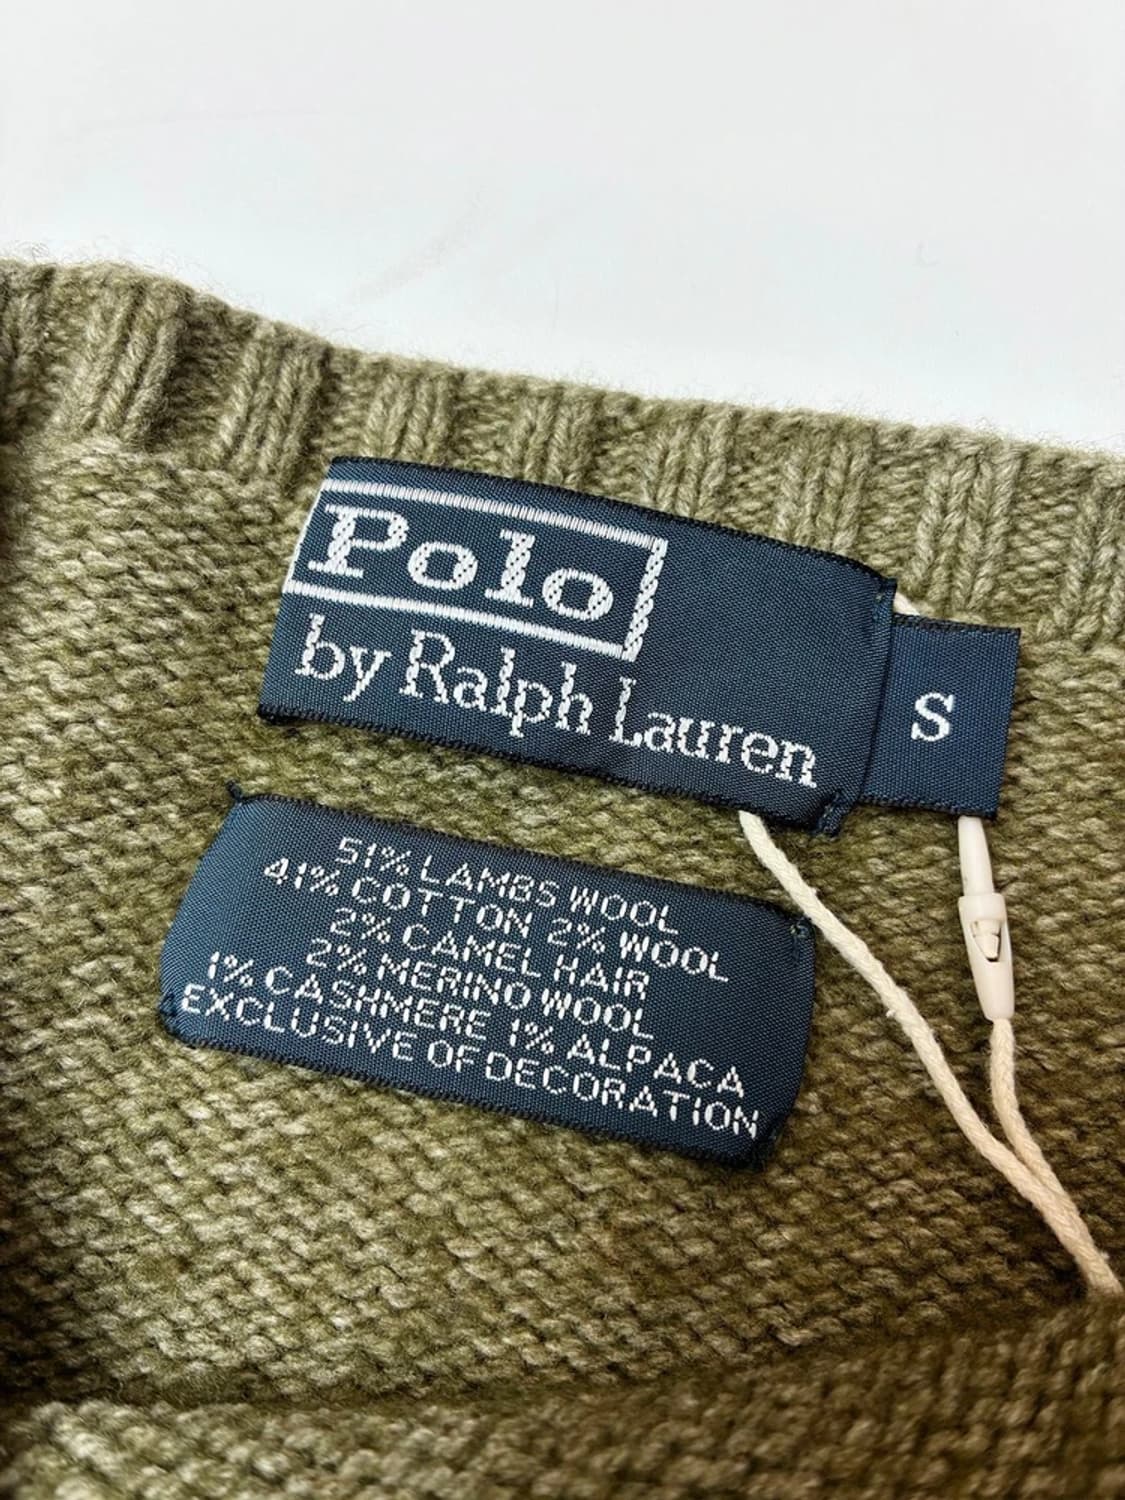 Polo
by Ralph Lauren
S
51% LAMBS WOOL
41% COTTON 2% WOOL
2% CAMEL HAIR
2% MERINO WOOL
1% CASHMERE 1% ALPACA
EXCLUSIVE OF DECORATION